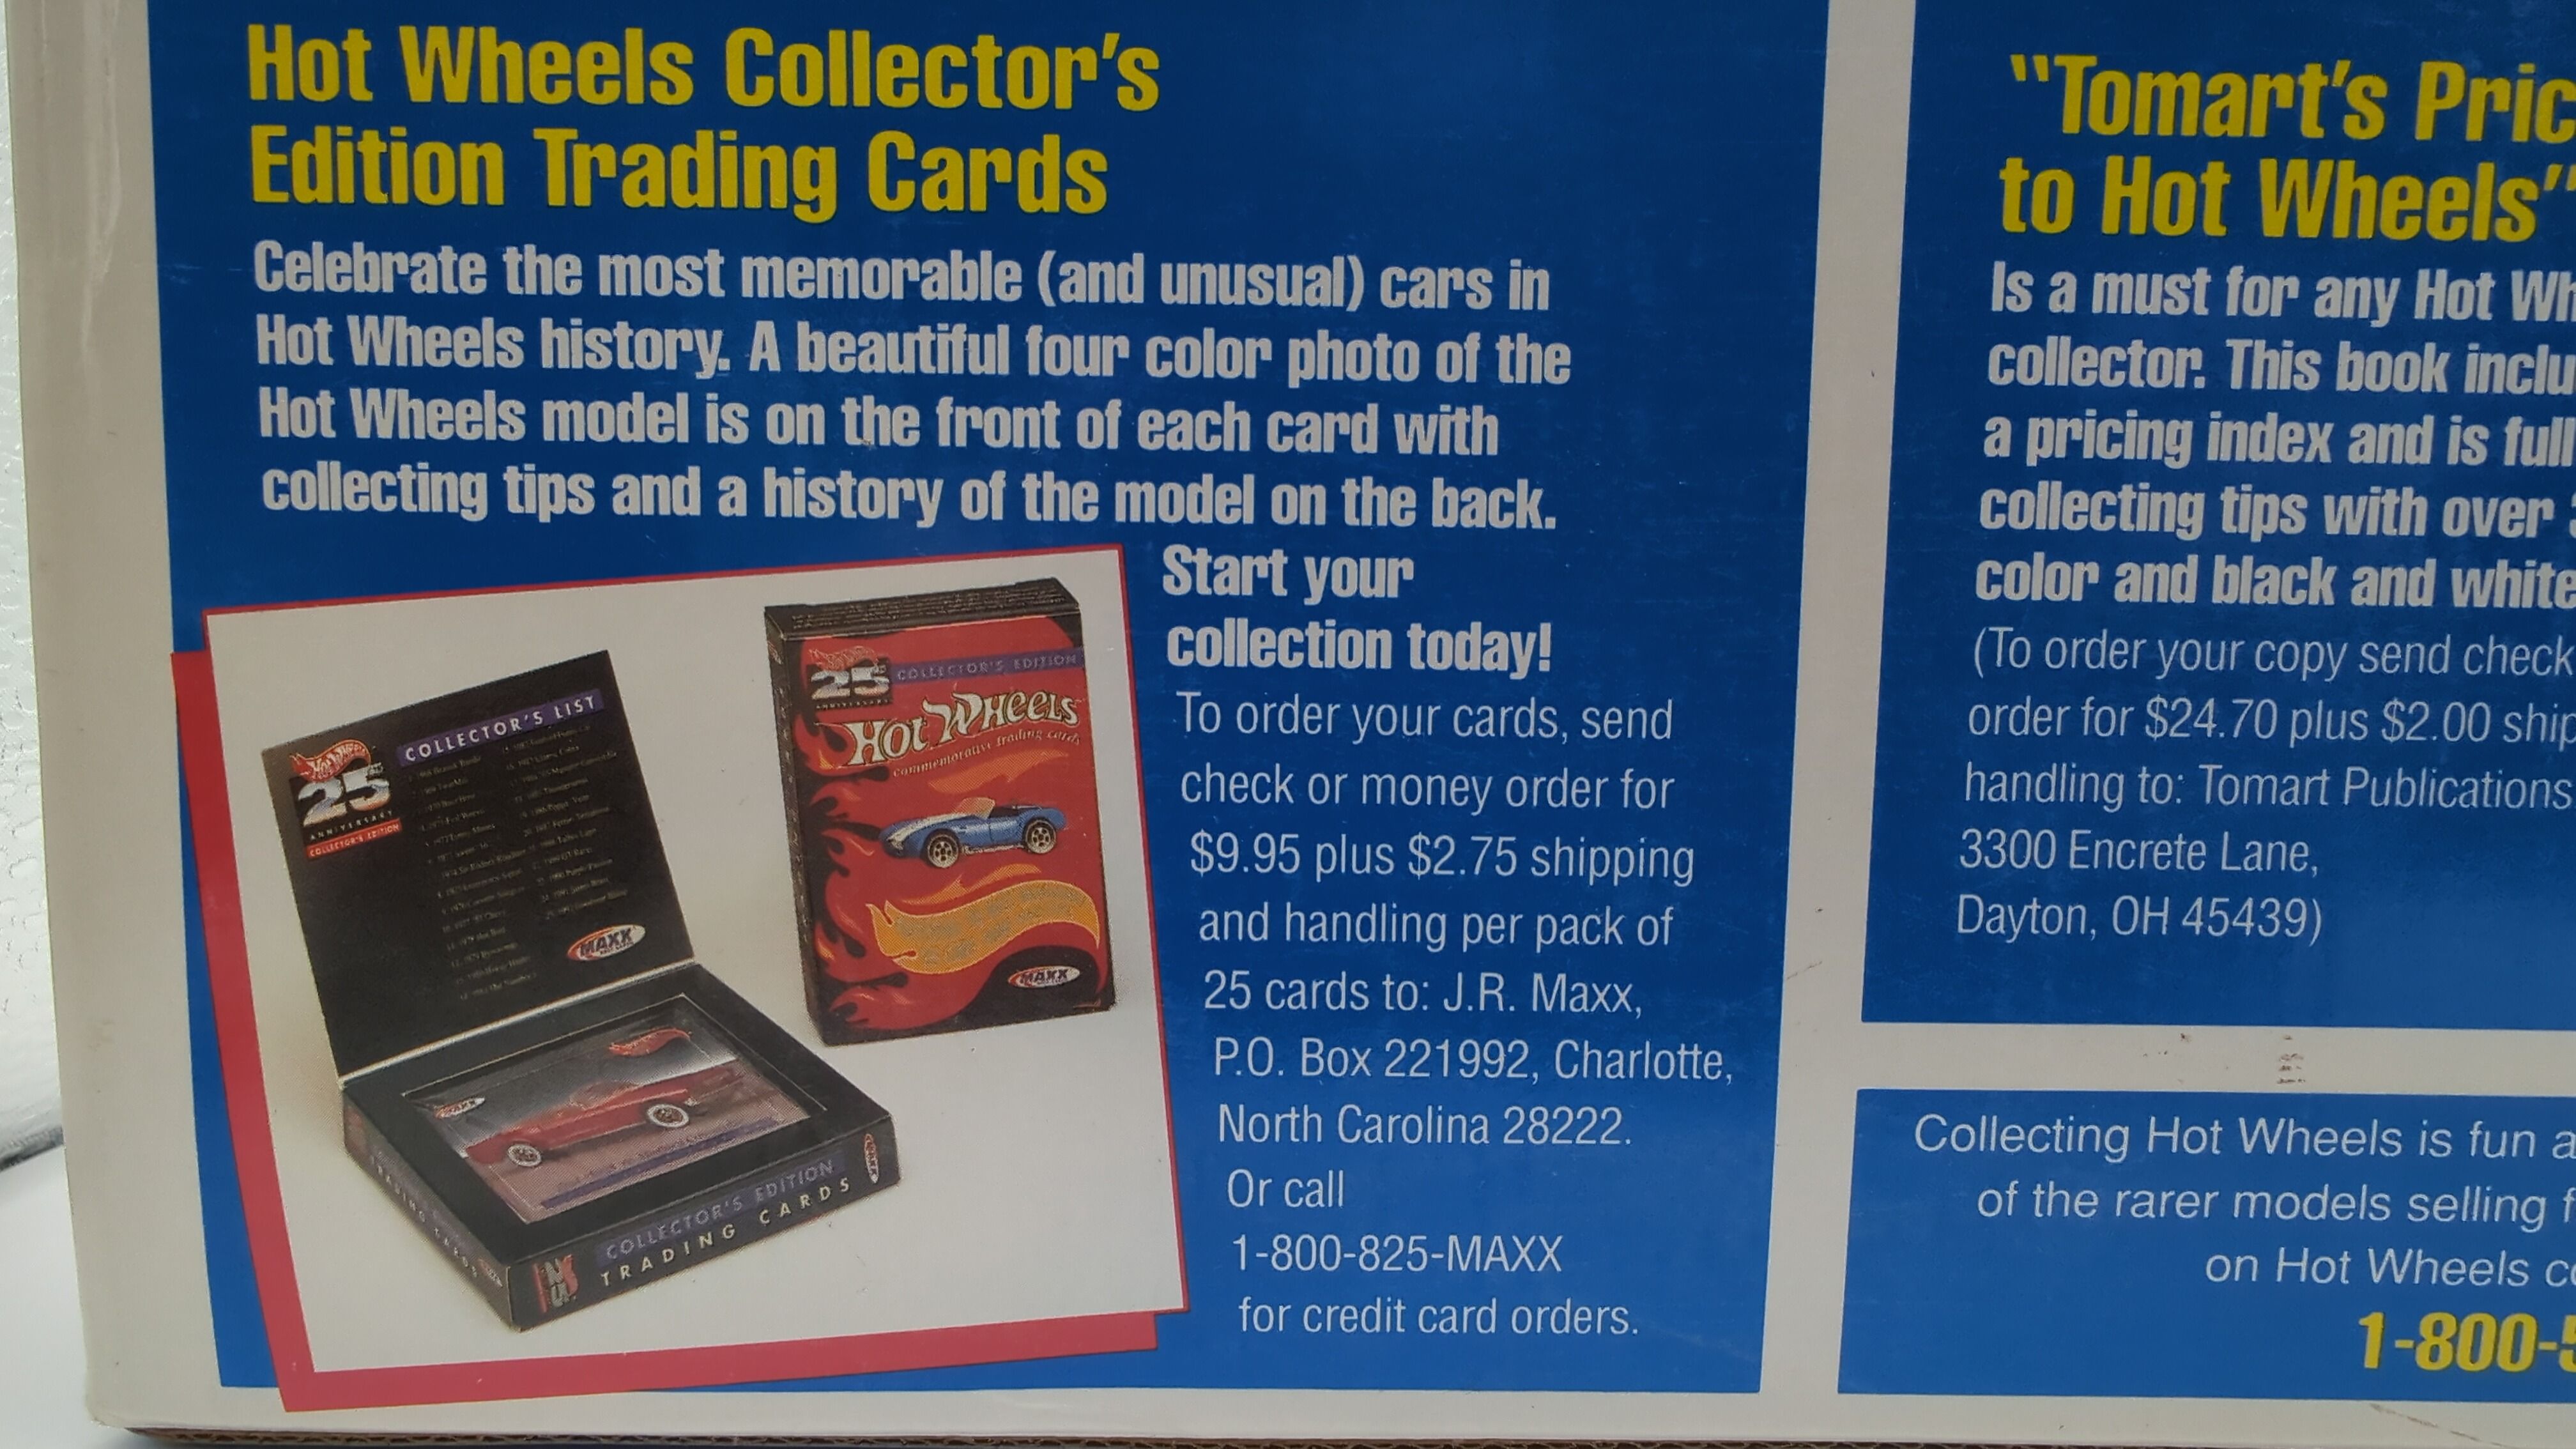 Hot Wheels Collector's
Edition Trading Cards
Celebrate the most memorable (and unusual) cars in
Hot Wheels history. A beautiful four color photo of the
Hot Wheels model is on the front of each card with
collecting tips and a history of the model on the back.
Start your
collection today!
To order your cards, send
check or money order for
$9.95 plus $2.75 shipping
and handling per pack of
25 cards to: J.R. Maxx,
P.O. Box 221992, Charlotte,
North Carolina 28222.
Or call
1-800-825-MAXX
for credit card orders.
Hot Wheels
25
ANNIVERSARY
COLLECTOR'S EDITION
COLLECTOR'S LIST
MAXX
MAXX
COLLECTOR'S EDITION
TRADING CARDS
TRADING CARDS
25
ANNIVERSARY
COLLECTOR'S EDITION
Hot Wheels
commemorative trading cards
MAXX
"Tomart's Pric
to Hot Wheels"
Is a must for any Hot Wh
collector. This book inclu
a pricing index and is full
collecting tips with over
color and black and white
(To order your copy send check
order for $24.70 plus $2.00 ship
handling to: Tomart Publications
3300 Encrete Lane,
Dayton, OH 45439)
Collecting Hot Wheels is fun a
of the rarer models selling f
on Hot Wheels co
1-800-5